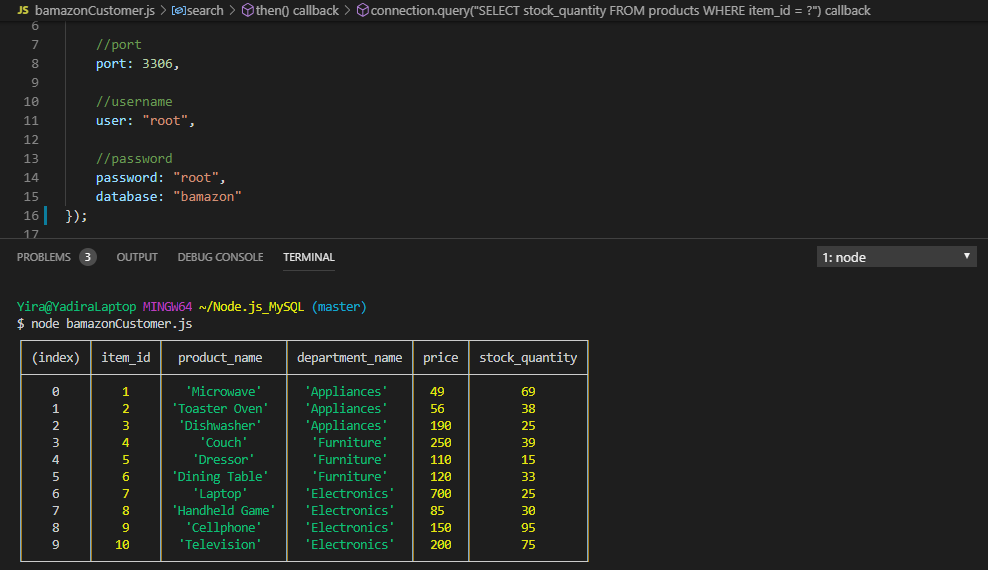 JS bamazonCustomer.js > search > then() callback > connection.query("SELECT stock_quantity FROM products WHERE item_id = ?") callback
6
7 //port
8 port: 3306,
9
10 //username
11 user: "root",
12
13 //password
14 password: "root",
15 database: "bamazon"
16 });
17
PROBLEMS 3 OUTPUT DEBUG CONSOLE TERMINAL 1: node
Yira@YadiraLaptop MINGW64 ~/Node.js_MySQL (master)
$ node bamazonCustomer.js
(index) item_id product_name department_name price stock_quantity
0 1 'Microwave' 'Appliances' 49 69
1 2 'Toaster Oven' 'Appliances' 56 38
2 3 'Dishwasher' 'Appliances' 190 25
3 4 'Couch' 'Furniture' 250 39
4 5 'Dressor' 'Furniture' 110 15
5 6 'Dining Table' 'Furniture' 120 33
6 7 'Laptop' 'Electronics' 700 25
7 8 'Handheld Game' 'Electronics' 85 30
8 9 'Cellphone' 'Electronics' 150 95
9 10 'Television' 'Electronics' 200 75